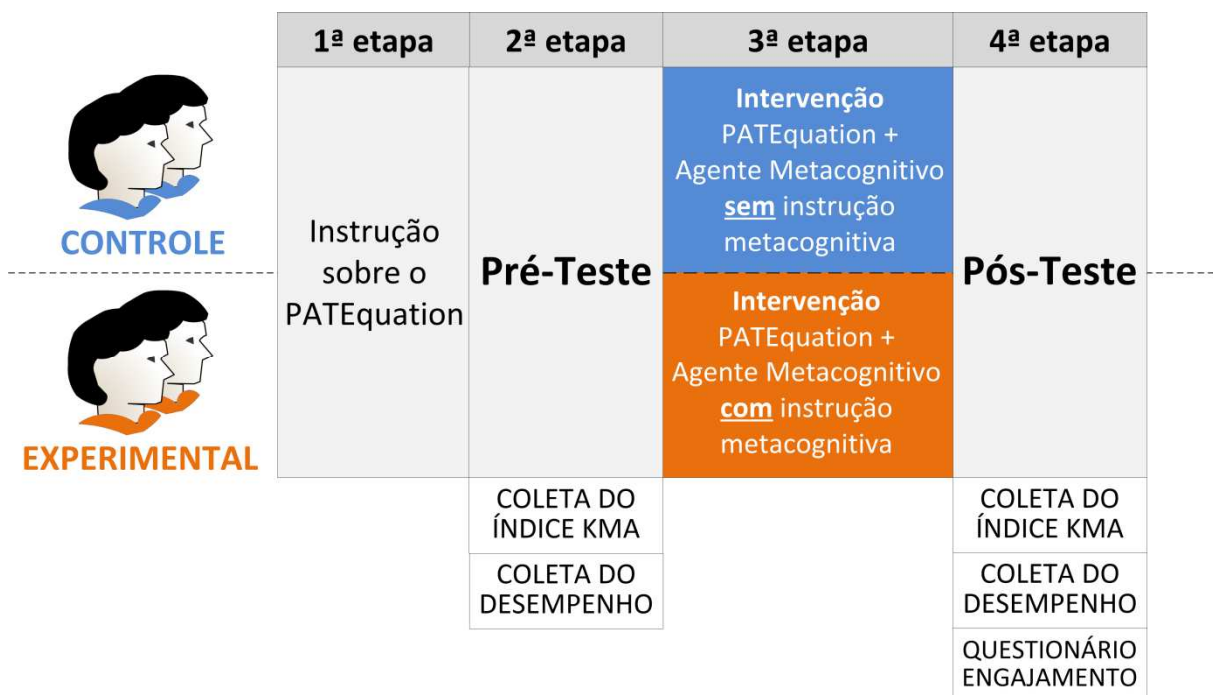 1ª etapa
2ª etapa
3ª etapa
4ª etapa
CONTROLE
EXPERIMENTAL
Instrução
sobre o
PATEquation
Pré-Teste
Intervenção
PATEquation +
Agente Metacognitivo
sem instrução
metacognitiva
Intervenção
PATEquation +
Agente Metacognitivo
com instrução
metacognitiva
Pós-Teste
COLETA DO
ÍNDICE KMA
COLETA DO
DESEMPENHO
COLETA DO
ÍNDICE KMA
COLETA DO
DESEMPENHO
QUESTIONÁRIO
ENGAJAMENTO